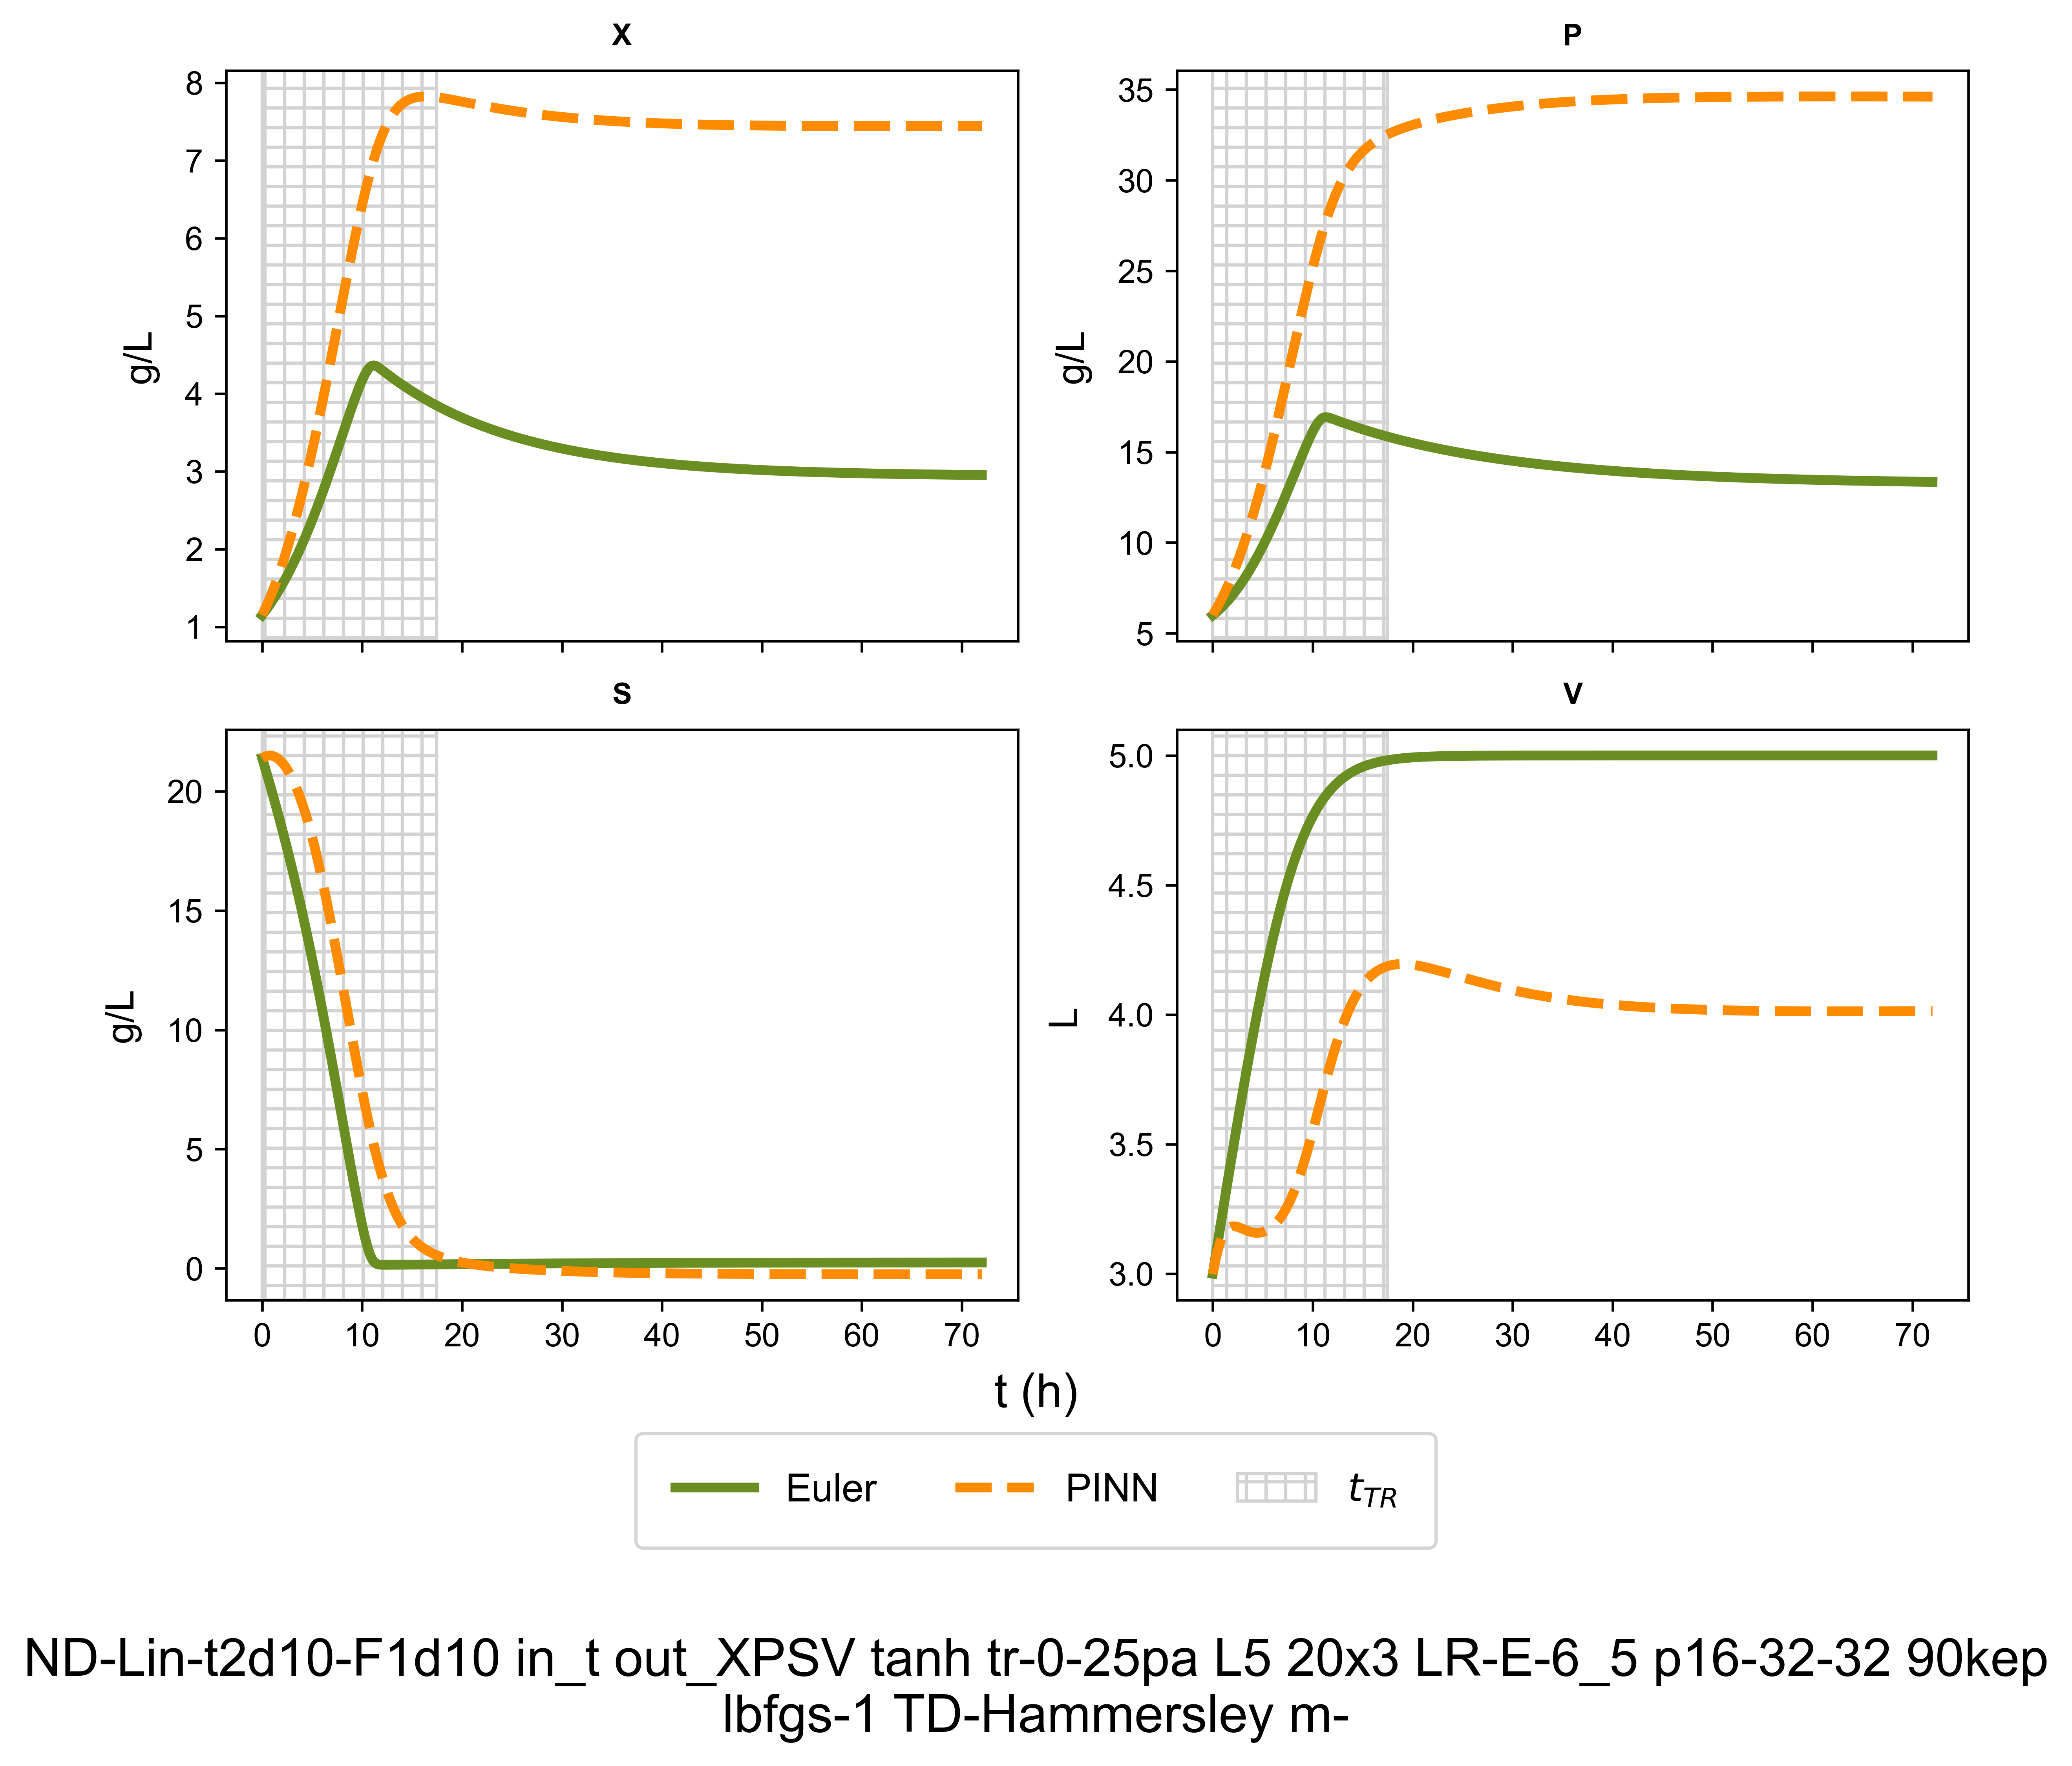 X
P
8
7
6
5
4
3
2
1
g/L
35
30
25
20
15
10
5
g/L
S
V
20
15
10
5
0
g/L
5.0
4.5
4.0
3.5
3.0
L
0 10 20 30 40 50 60 70
0 10 20 30 40 50 60 70
t (h)
Euler PINN t_TR
ND-Lin-t2d10-F1d10 in_t out_XPSV tanh tr-0-25pa L5 20x3 LR-E-6_5 p16-32-32 90kep
lbfgs-1 TD-Hammersley m-